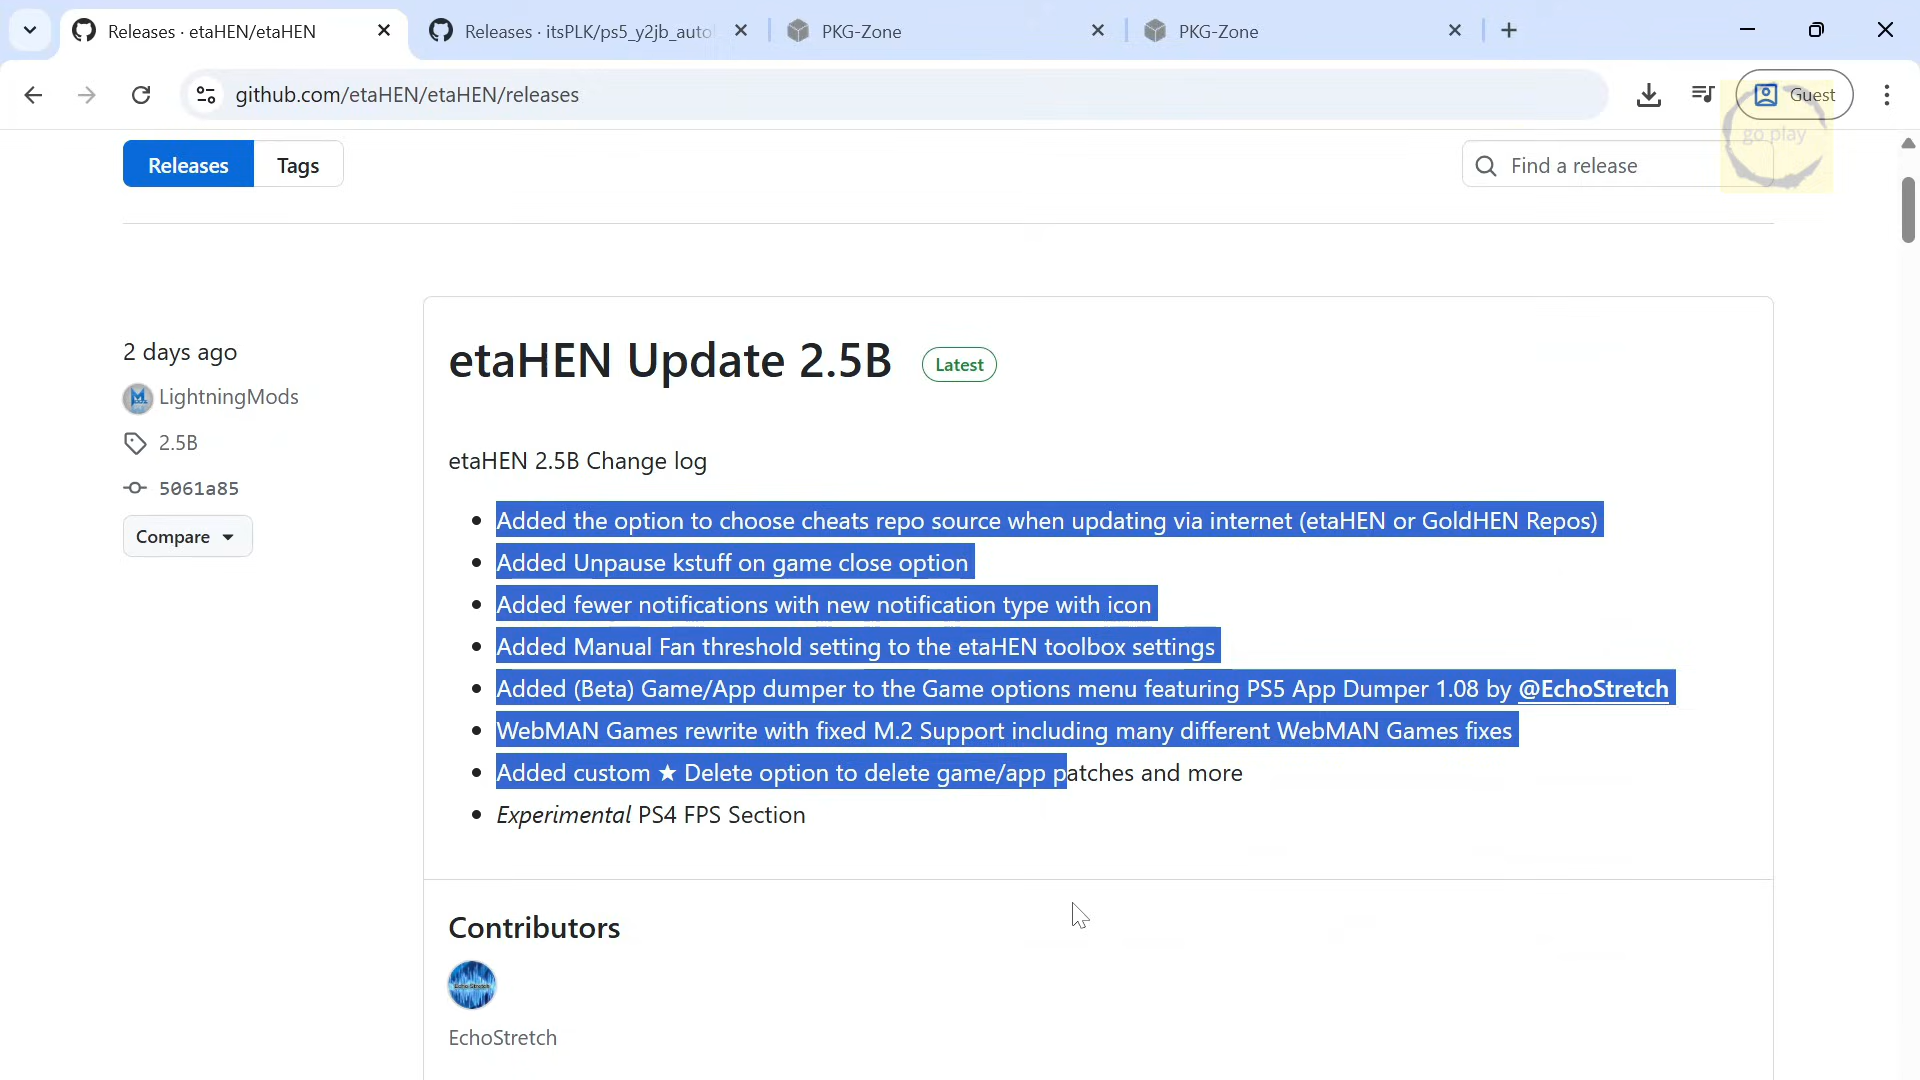 Releases · etaHEN/etaHEN
Releases · itsPLK/ps5_y2jb_auto
PKG-Zone
PKG-Zone
github.com/etaHEN/etaHEN/releases
Guest
go play
Releases
Tags
Find a release
2 days ago
LightningMods
2.5B
5061a85
Compare
etaHEN Update 2.5B
Latest
etaHEN 2.5B Change log
Added the option to choose cheats repo source when updating via internet (etaHEN or GoldHEN Repos)
Added Unpause kstuff on game close option
Added fewer notifications with new notification type with icon
Added Manual Fan threshold setting to the etaHEN toolbox settings
Added (Beta) Game/App dumper to the Game options menu featuring PS5 App Dumper 1.08 by @EchoStretch
WebMAN Games rewrite with fixed M.2 Support including many different WebMAN Games fixes
Added custom ★ Delete option to delete game/app patches and more
Experimental PS4 FPS Section
Contributors
EchoStretch